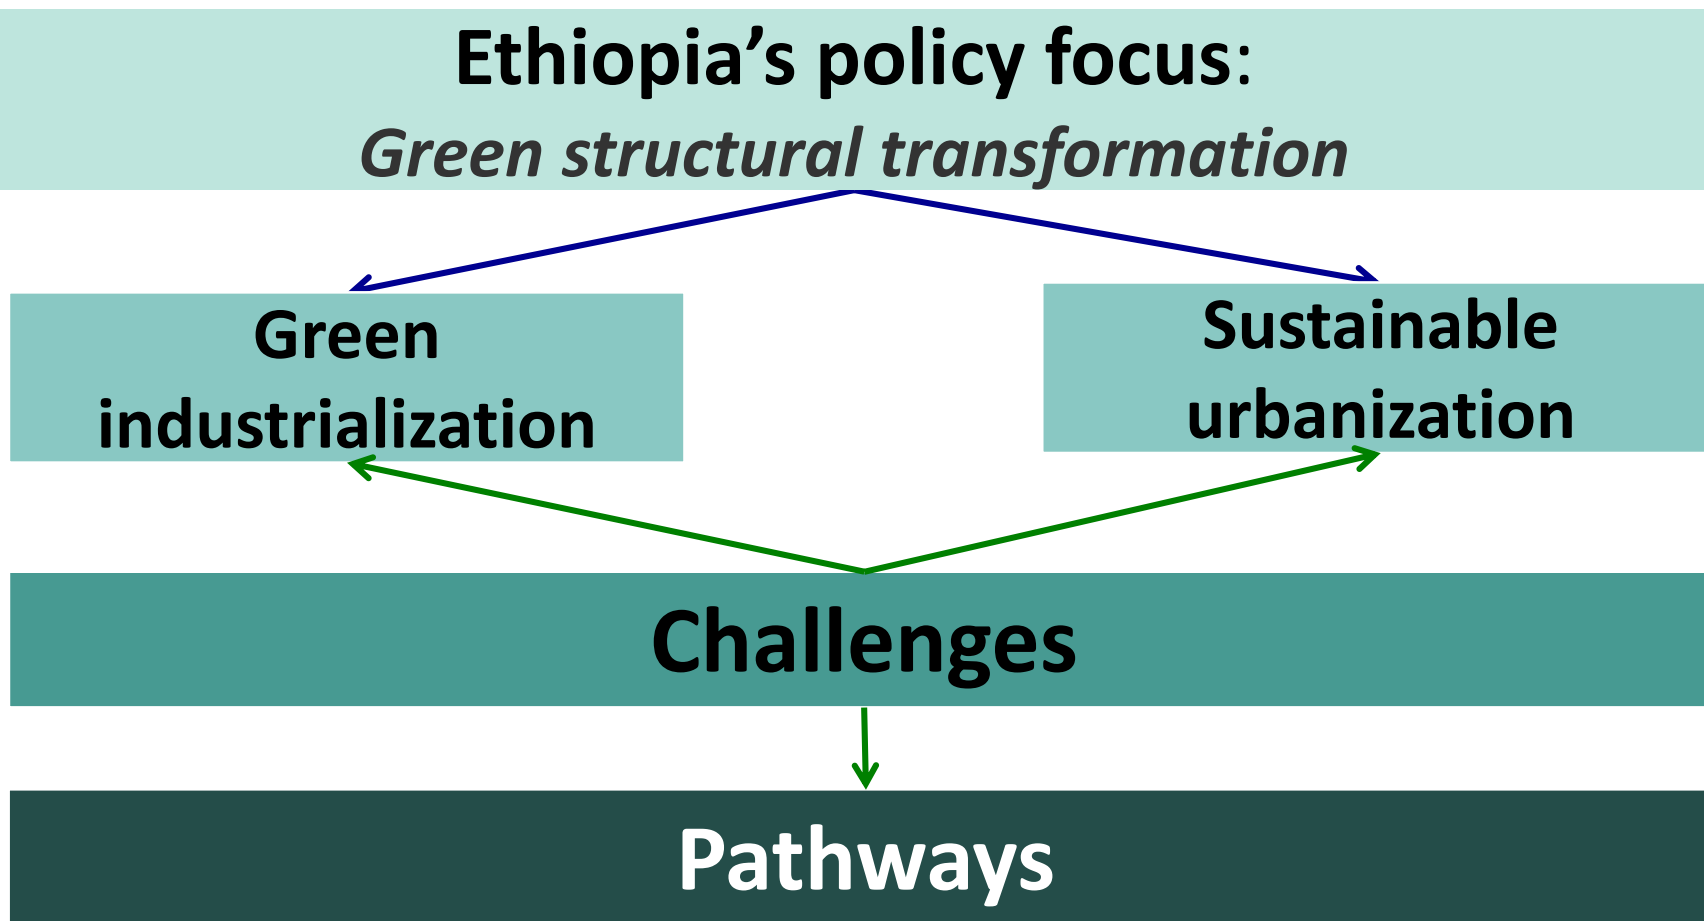 Ethiopia’s policy focus:
Green structural transformation
Green
industrialization
Sustainable
urbanization
Challenges
Pathways